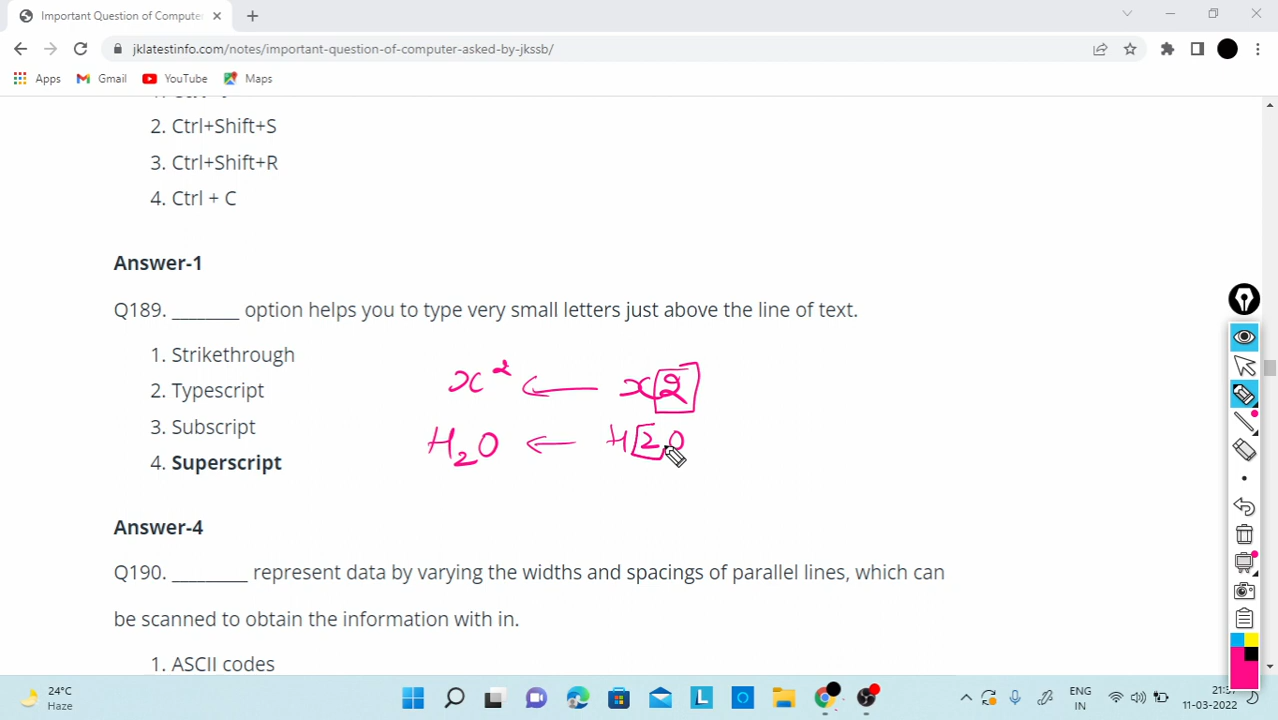 Important Question of Computer
jklatestinfo.com/notes/important-question-of-computer-asked-by-jkssb/
Apps Gmail YouTube Maps
2. Ctrl+Shift+S
3. Ctrl+Shift+R
4. Ctrl + C
Answer-1
Q189. ________ option helps you to type very small letters just above the line of text.
1. Strikethrough
2. Typescript
3. Subscript
4. Superscript
x² ← x2
H₂O ← H2O
Answer-4
Q190. _________ represent data by varying the widths and spacings of parallel lines, which can
be scanned to obtain the information with in.
1. ASCII codes
24°C
Haze
ENG
IN
11-03-2022